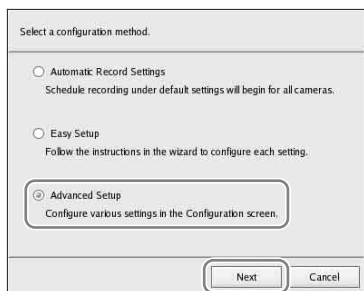 Select a configuration method.
Automatic Record Settings
Schedule recording under default settings will begin for all cameras.
Easy Setup
Follow the instructions in the wizard to configure each setting.
Advanced Setup
Configure various settings in the Configuration screen.
Next
Cancel